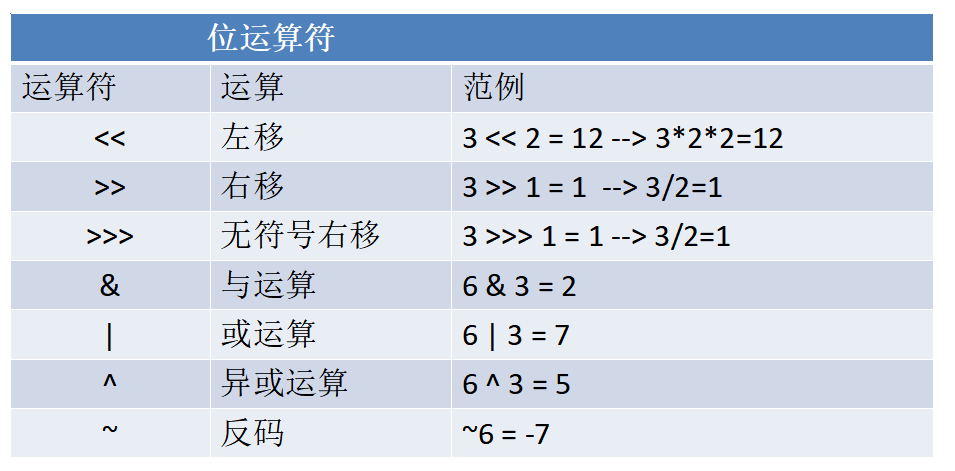 位运算符
运算符 运算 范例
<< 左移 3 << 2 = 12 --> 3*2*2=12
>> 右移 3 >> 1 = 1 --> 3/2=1
>>> 无符号右移 3 >>> 1 = 1 --> 3/2=1
& 与运算 6 & 3 = 2
| 或运算 6 | 3 = 7
^ 异或运算 6 ^ 3 = 5
~ 反码 ~6 = -7